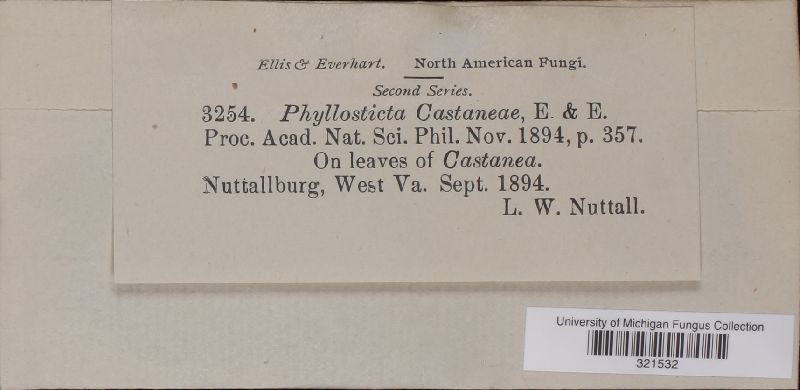 Ellis & Everhart. North American Fungi.
Second Series.
3254. Phyllosticta Castaneae, E. & E.
Proc. Acad. Nat. Sci. Phil. Nov. 1894, p. 357.
On leaves of Castanea.
Nuttallburg, West Va. Sept. 1894.
L. W. Nuttall.
University of Michigan Fungus Collection
321532